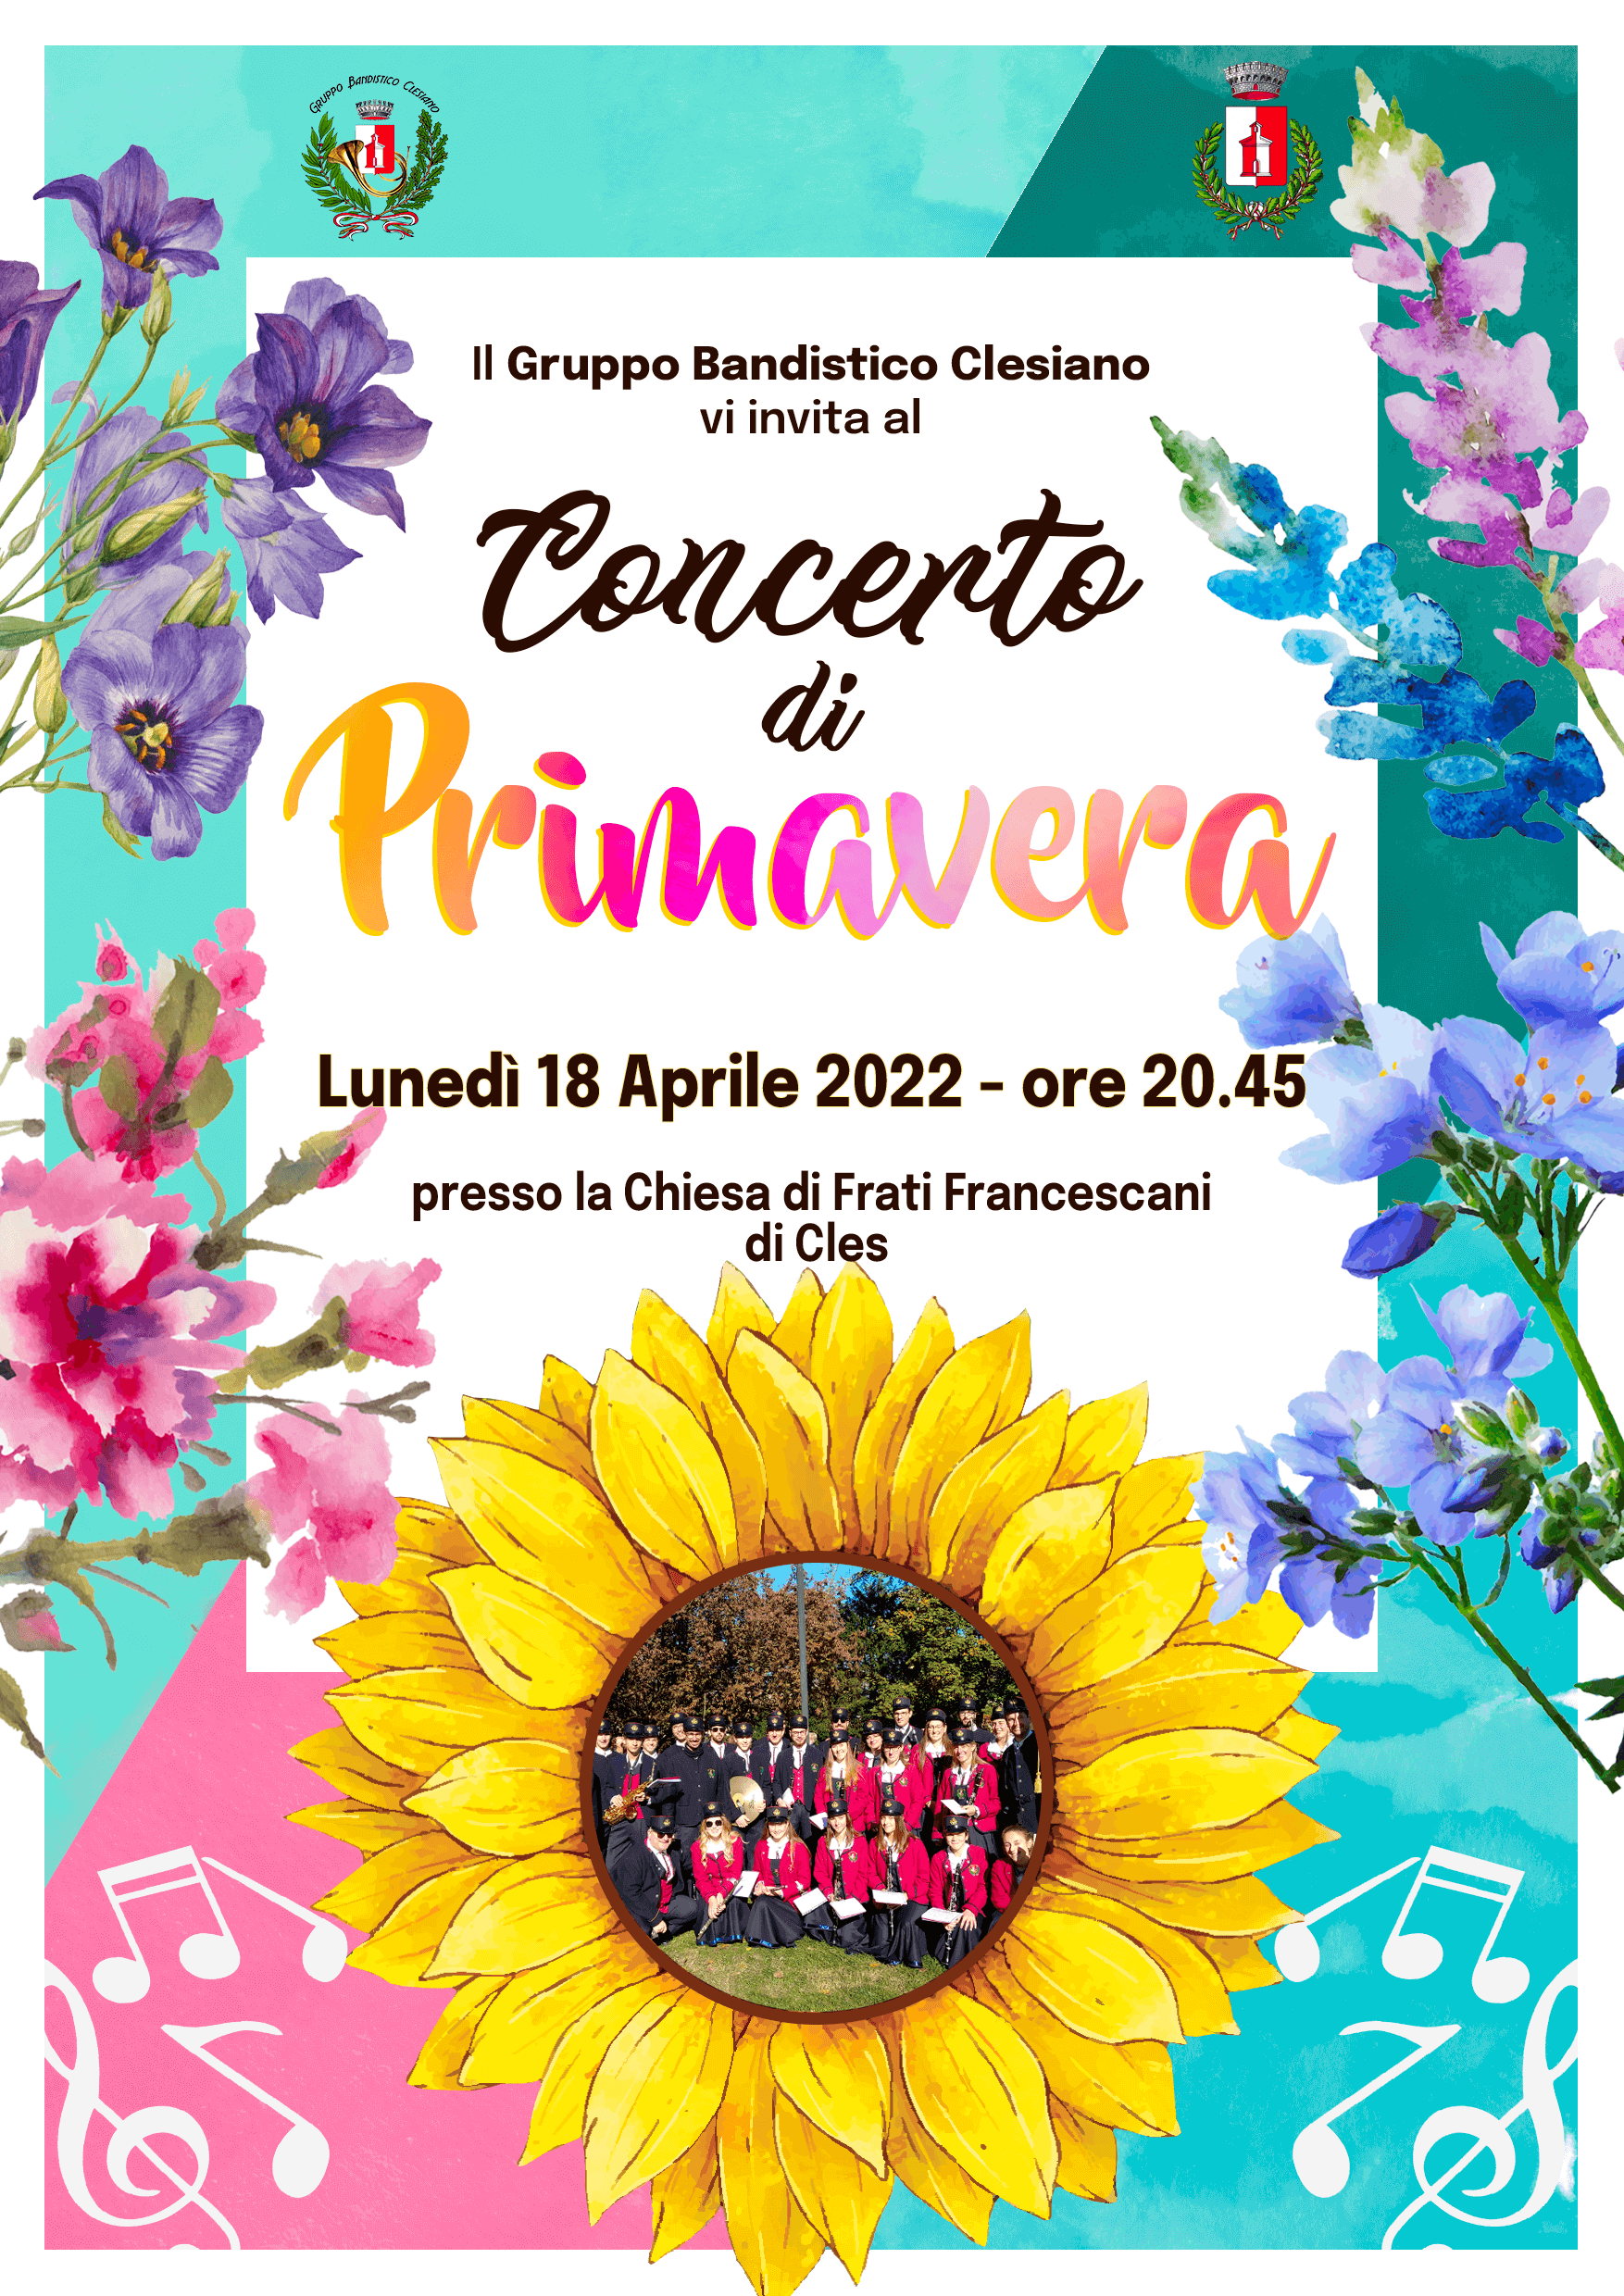 Gruppo Bandistico Clesiano
Il Gruppo Bandistico Clesiano
vi invita al
Concerto
di
Primavera
Lunedì 18 Aprile 2022 - ore 20.45
presso la Chiesa di Frati Francescani
di Cles